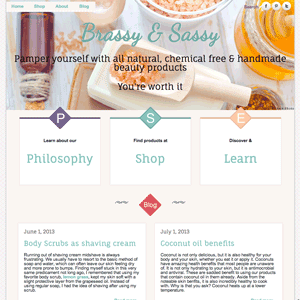 Home Shop Philosophy Blog
Brassy & Sassy
Pamper yourself with all natural, chemical free & handmade
beauty products
You're worth it
P
S
E
Learn about our
Philosophy
Find products at
Shop
Discover &
Learn
Blog
June 1, 2013
Body Scrubs as shaving cream
Running out of shaving cream midshave is always
frustrating. We usually have to resort to the basic method of
soap and water, which can often leave our skin feeling dry
and more prone to bumps. Finding myself stuck in this very
same predicament not long ago, I remembered that using my
favorite body scrub, lemon green, kept my skin soft with a
slight protective layer from the grapeseed oil. Instead of
using regular soap, I had the idea of shaving after using my
scrub.
July 1, 2013
Coconut oil benefits
Coconut is not only delicious, but it is also healthy for your
body and your skin, whether you eat it or apply it. Coconuts
have amazing health benefits that most people are unaware
of. It is not only hydrating to your skin, but it is antimicrobial
and antiviral. These are added benefit to using our products
that contain coconut oil in them already. Aside from the
noisable skin benfits, it is also incredibly healthy to cook
with. Why is that you ask? Coconut heats up at a lower
temperature.